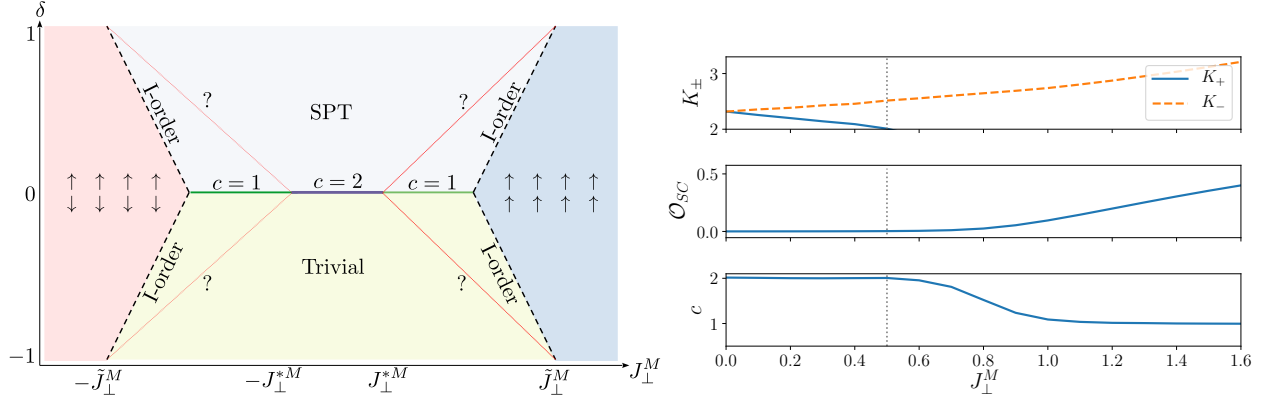 δ
1
I-order
?
SPT
?
I-order
↑ ↑ ↑ ↑
↓ ↓ ↓ ↓
0
c = 1
c = 2
c = 1
↑ ↑ ↑ ↑
↑ ↑ ↑ ↑
I-order
?
Trivial
?
I-order
−1
−J̃⊥^M
−J⊥^{*M}
J⊥^{*M}
J̃⊥^M
J⊥^M
K±
3
2
K+
K−
O_SC
0.5
0.0
c
2
1
0.0 0.2 0.4 0.6 0.8 1.0 1.2 1.4 1.6
J⊥^M